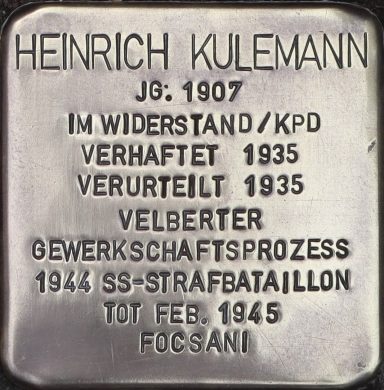 HEINRICH KULEMANN
JG: 1907
IM WIDERSTAND/KPD
VERHAFTET 1935
VERURTEILT 1935
VELBERTER
GEWERKSCHAFTSPROZESS
1944 SS-STRAFBATAILLON
TOT FEB. 1945
FOCSANI